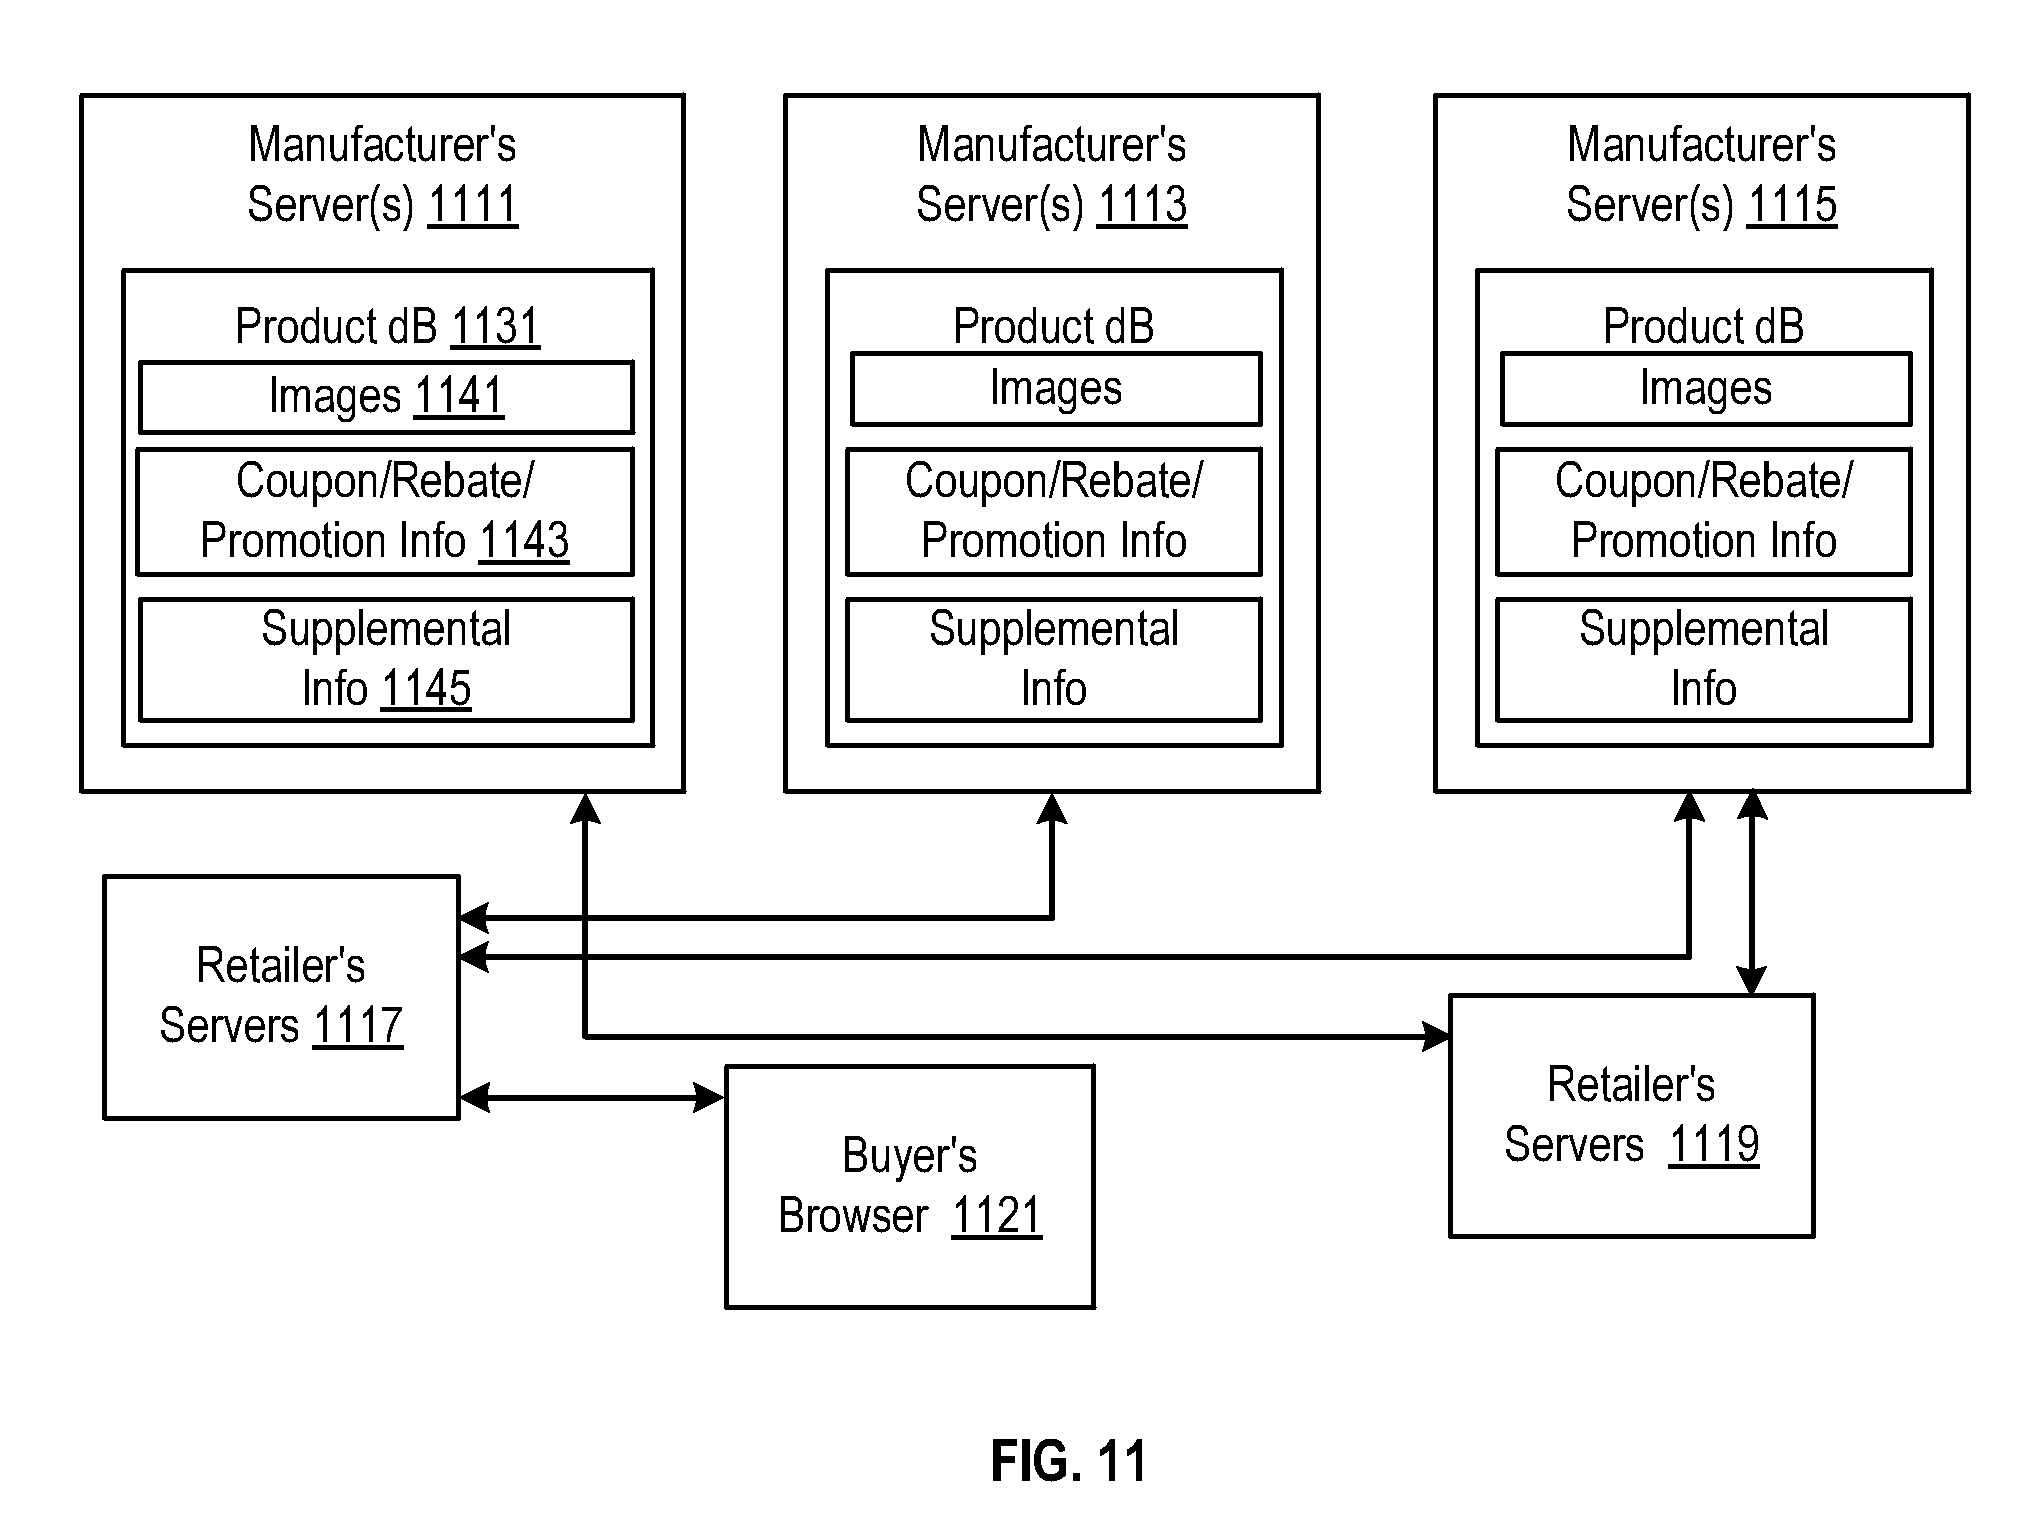 Manufacturer's
Server(s) 1111
Product dB 1131
Images 1141
Coupon/Rebate/
Promotion Info 1143
Supplemental
Info 1145
Manufacturer's
Server(s) 1113
Product dB
Images
Coupon/Rebate/
Promotion Info
Supplemental
Info
Manufacturer's
Server(s) 1115
Product dB
Images
Coupon/Rebate/
Promotion Info
Supplemental
Info
Retailer's
Servers 1117
Buyer's
Browser 1121
Retailer's
Servers 1119
FIG. 11